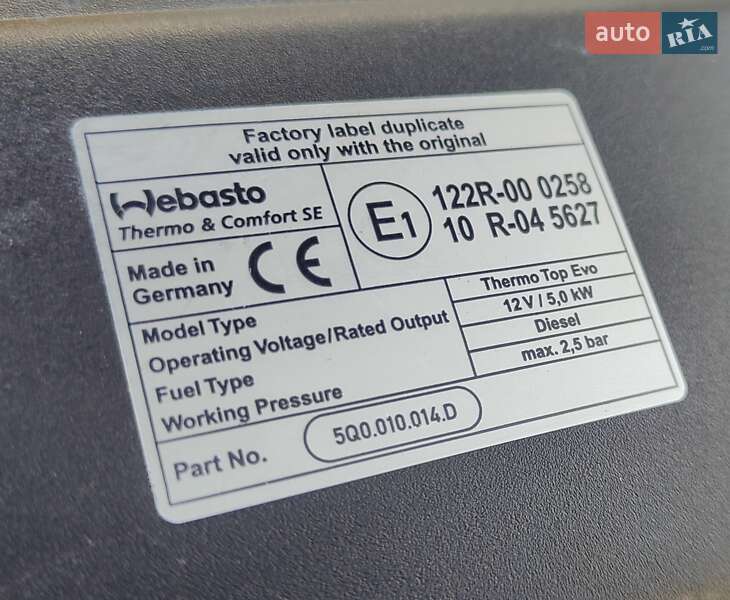 auto RIA .com
Factory label duplicate
valid only with the original
Webasto
Thermo & Comfort SE
E1
122R-00 0258
10 R-04 5627
Made in
Germany
CE
Model Type
Thermo Top Evo
Operating Voltage/Rated Output
12V / 5,0 kW
Fuel Type
Diesel
Working Pressure
max. 2,5 bar
Part No.
5Q0.010.014.D